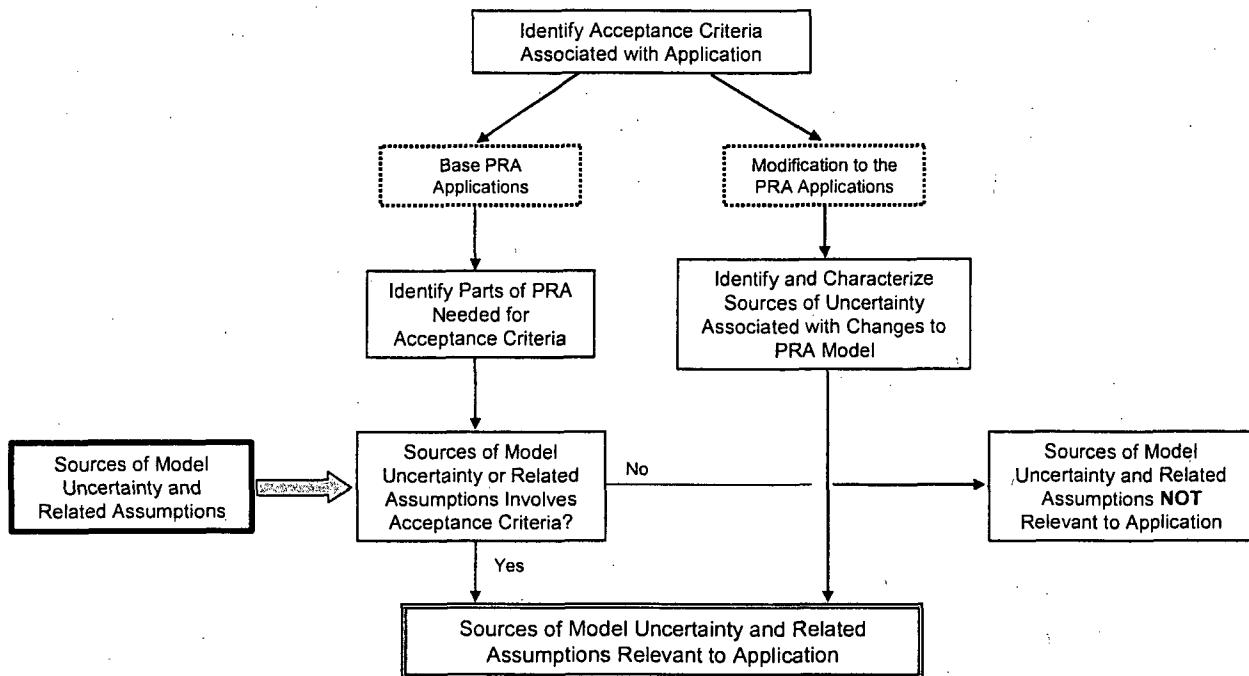 Identify Acceptance Criteria
Associated with Application
Base PRA
Applications
Modification to the
PRA Applications
Identify Parts of PRA
Needed for
Acceptance Criteria
Identify and Characterize
Sources of Uncertainty
Associated with Changes to
PRA Model
Sources of Model
Uncertainty and
Related Assumptions
Sources of Model
Uncertainty or Related
Assumptions Involves
Acceptance Criteria?
No
Sources of Model
Uncertainty and Related
Assumptions NOT
Relevant to Application
Yes
Sources of Model Uncertainty and Related
Assumptions Relevant to Application